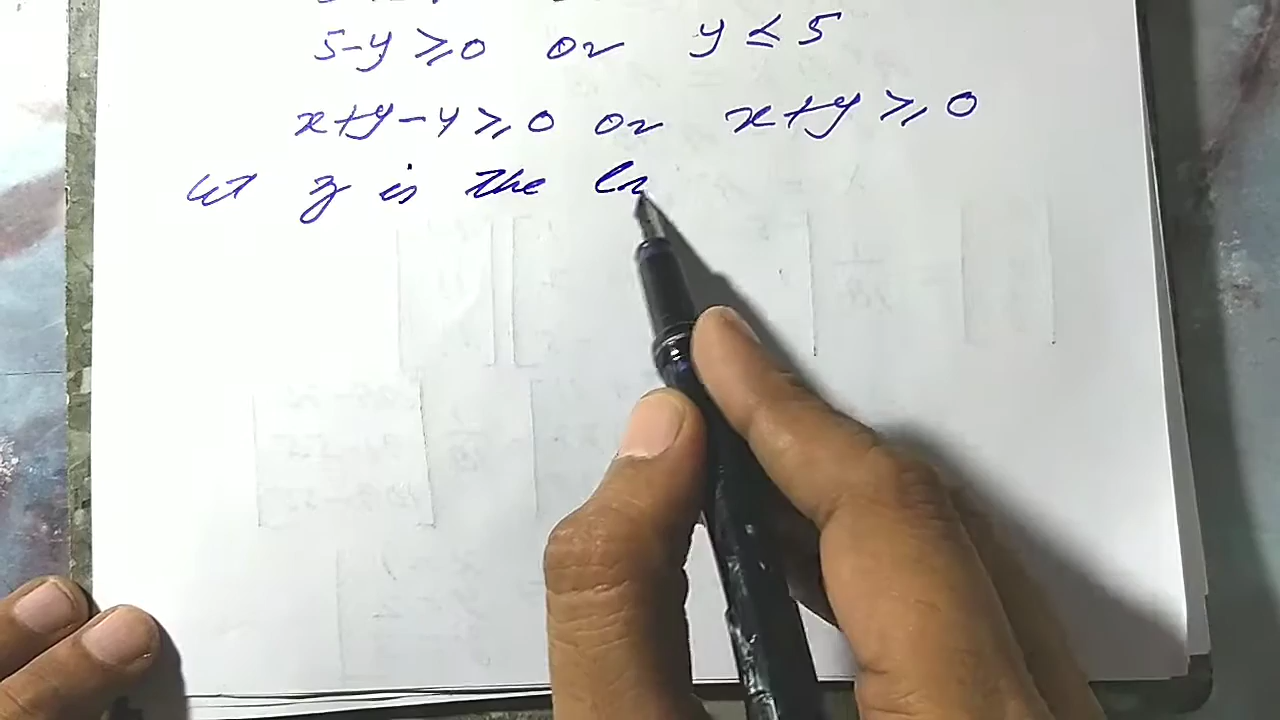 5-y ≥ 0 or y ≤ 5
x+y-4 ≥ 0 or x+y ≥ 0
Let z is the